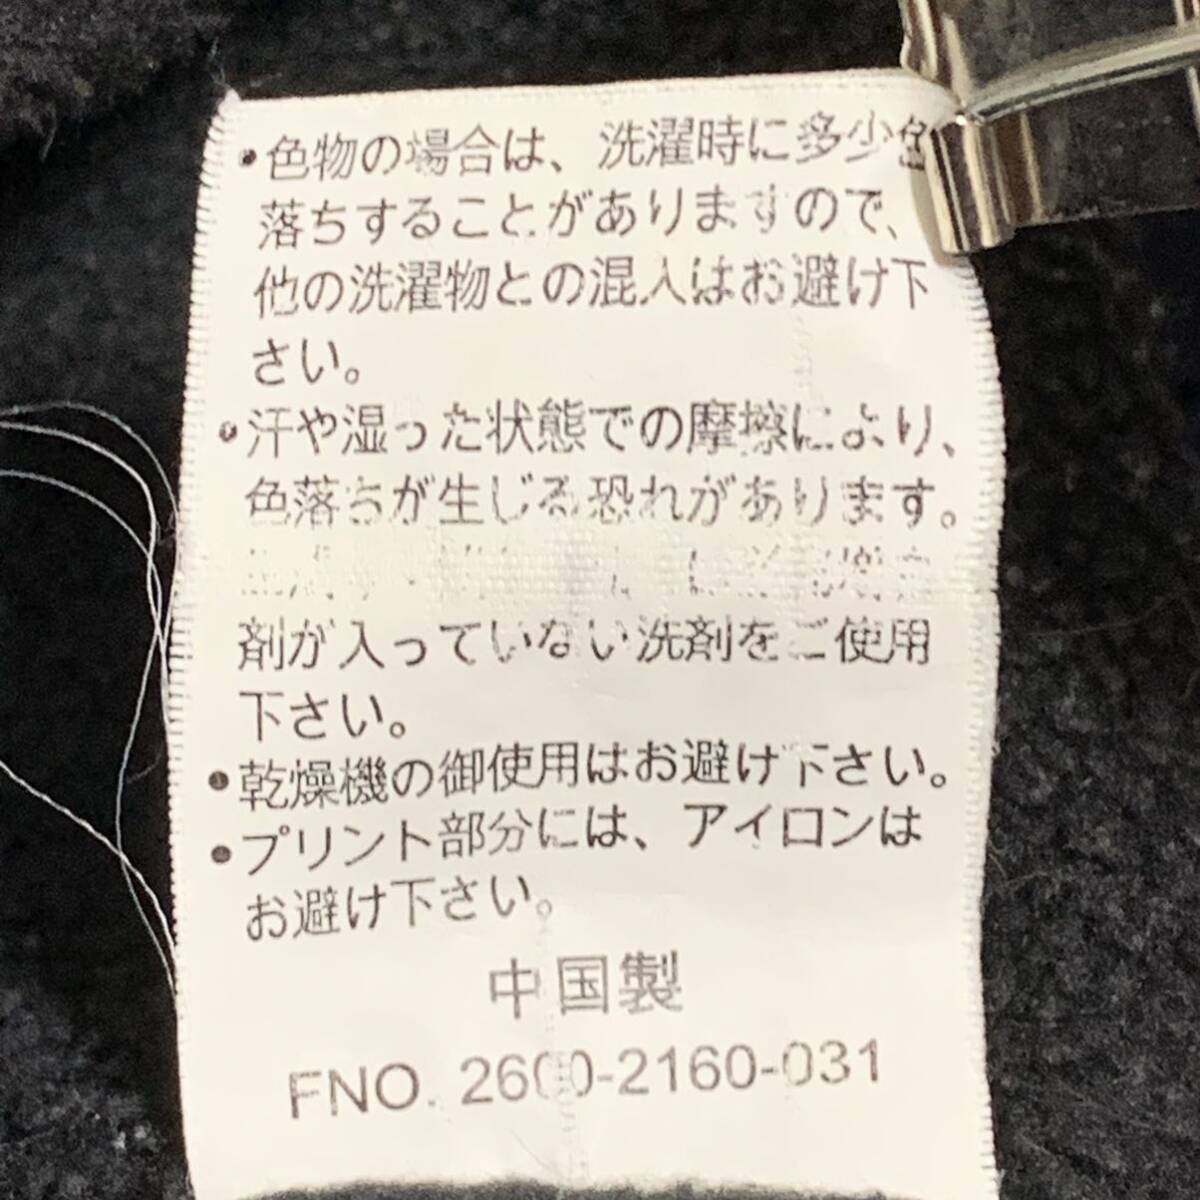 ・色物の場合は、洗濯時に多少色
落ちすることがありますので、
他の洗濯物との混入はお避け下
さい。
・汗や湿った状態での摩擦により、
色落ちが生じる恐れがあります。
剤が入っていない洗剤をご使用
下さい。
・乾燥機の御使用はお避け下さい。
・プリント部分には、アイロンは
お避け下さい。
中国製
FNO. 2600-2160-031